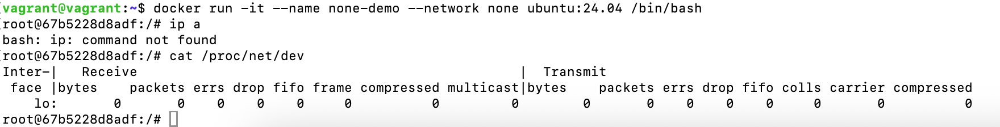 vagrant@vagrant:~$ docker run -it --name none-demo --network none ubuntu:24.04 /bin/bash
root@67b5228d8adf:/# ip a
bash: ip: command not found
root@67b5228d8adf:/# cat /proc/net/dev
Inter-|   Receive                                                |  Transmit
 face |bytes    packets errs drop fifo frame compressed multicast|bytes    packets errs drop fifo colls carrier compressed
    lo:       0       0    0    0    0     0          0         0        0       0    0    0    0     0       0          0
root@67b5228d8adf:/#